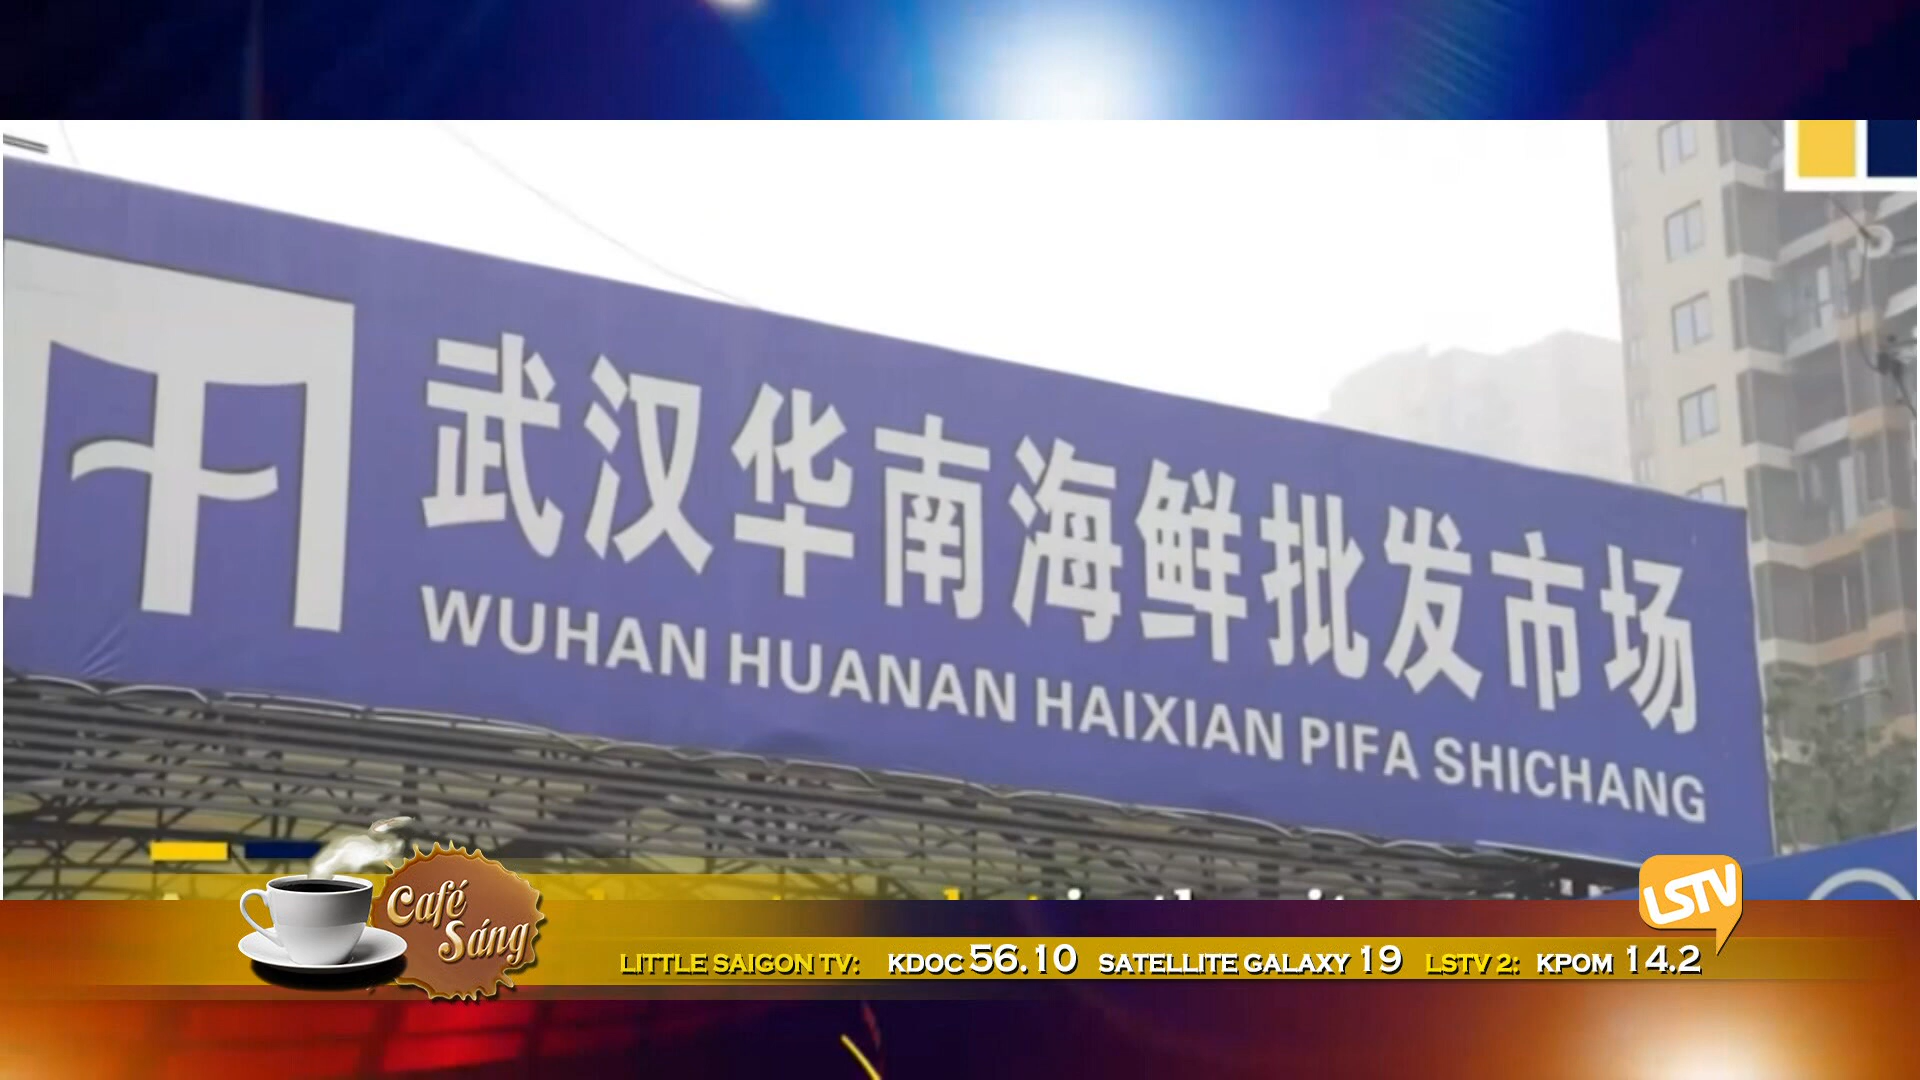 武汉华南海鲜批发市场
WUHAN HUANAN HAIXIAN PIFA SHICHANG
Café
Sáng
LSTV
LITTLE SAIGON TV: KDOC 56.10 SATELLITE GALAXY 19 LSTV 2: KPOM 14.2